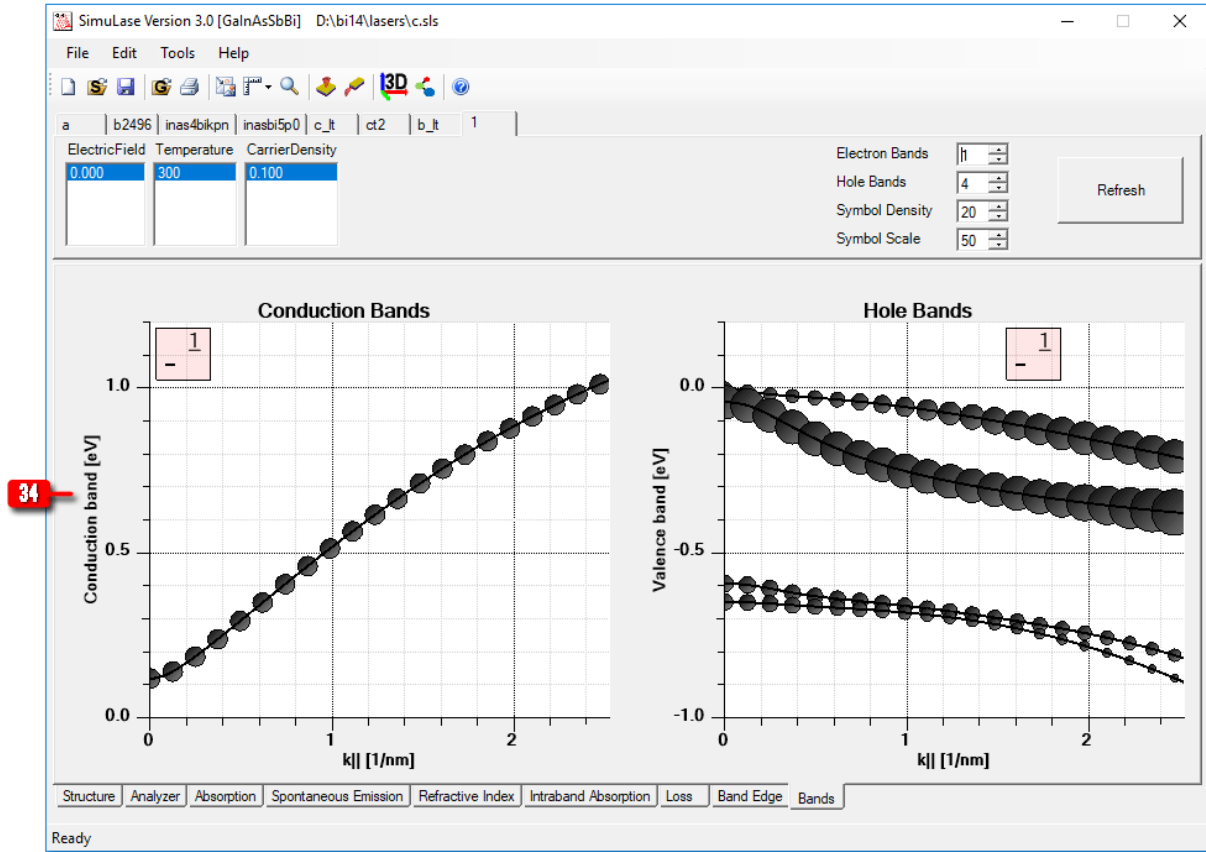 SimuLase Version 3.0 [GaInAsSbBi] D:\bi14\lasers\c.sls
File Edit Tools Help
3D
a b2496 inas4bikpn inasbi5p0 c_lt ct2 b_lt 1
ElectricField Temperature CarrierDensity
0.000 300 0.100
Electron Bands 1
Hole Bands 4
Symbol Density 20
Symbol Scale 50
Refresh
Conduction Bands
1
1.0
0.5
0.0
0 1 2
Conduction band [eV]
k|| [1/nm]
Hole Bands
1
0.0
-0.5
-1.0
0 1 2
Valence band [eV]
k|| [1/nm]
34
Structure Analyzer Absorption Spontaneous Emission Refractive Index Intraband Absorption Loss Band Edge Bands
Ready